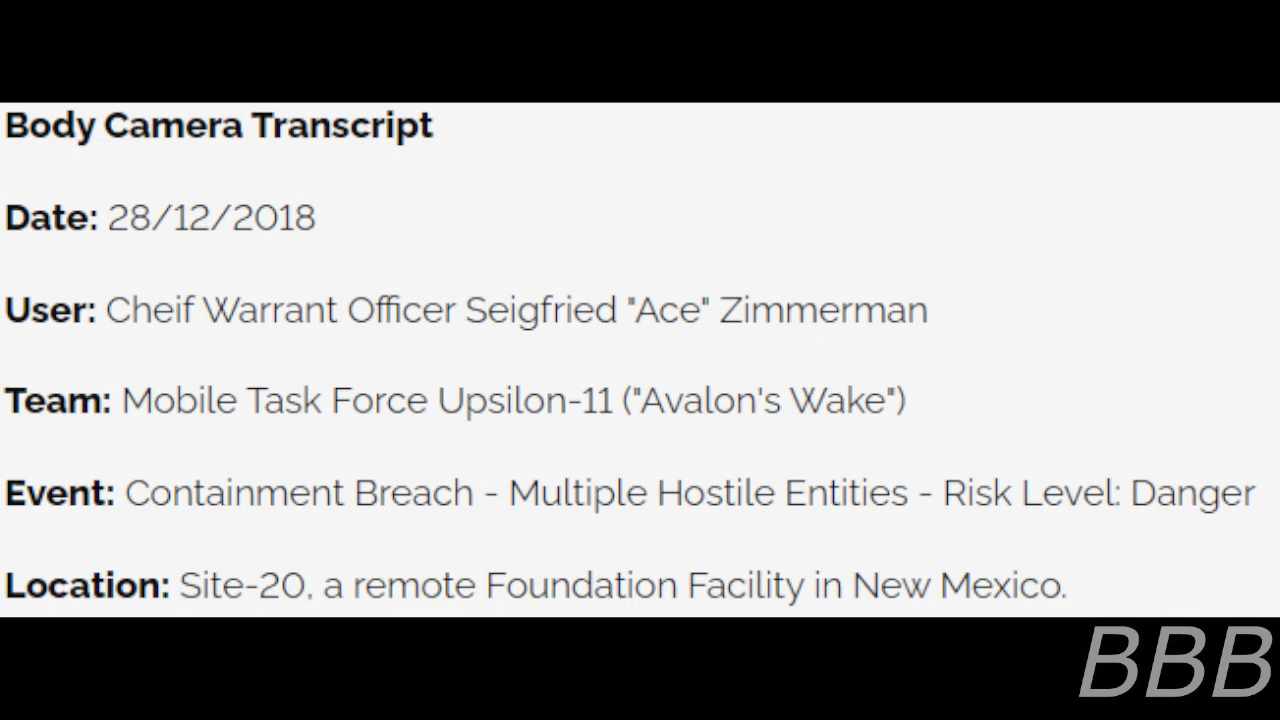 Body Camera Transcript
Date: 28/12/2018
User: Cheif Warrant Officer Seigfried "Ace" Zimmerman
Team: Mobile Task Force Upsilon-11 ("Avalon's Wake")
Event: Containment Breach - Multiple Hostile Entities - Risk Level: Danger
Location: Site-20, a remote Foundation Facility in New Mexico.
BBB